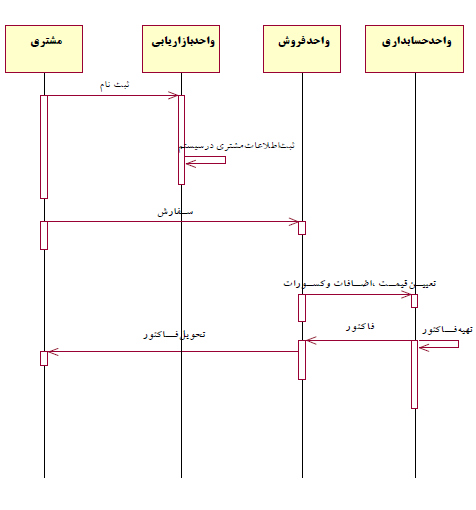 مشتری
واحدبازاریابی
واحدفروش
واحدحسابداری
ثبت نام
ثبت اطلاعات مشتری درسیستم
سفارش
تعیین قیمت ،اضافات وکسورات
تهیه فاکتور
فاکتور
تحویل فاکتور